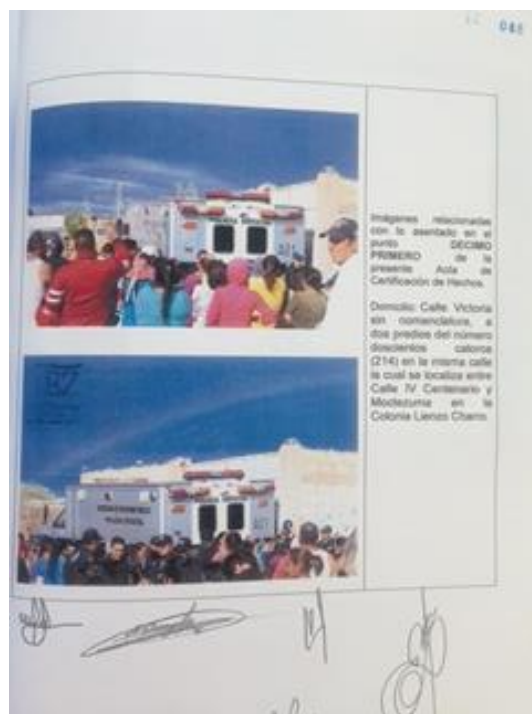 048
Imágenes relacionadas
con lo asentado en el
punto DÉCIMO
PRIMERO de la
presente Acta de
Certificación de Hechos.
Domicilio: Calle Victoria
sin nomenclatura, a
dos predios del número
doscientos catorce
(214) en la misma calle
la cual se localiza entre
Calle IV Centenario y
Moctezuma en la
Colonia Lienzo Charro.